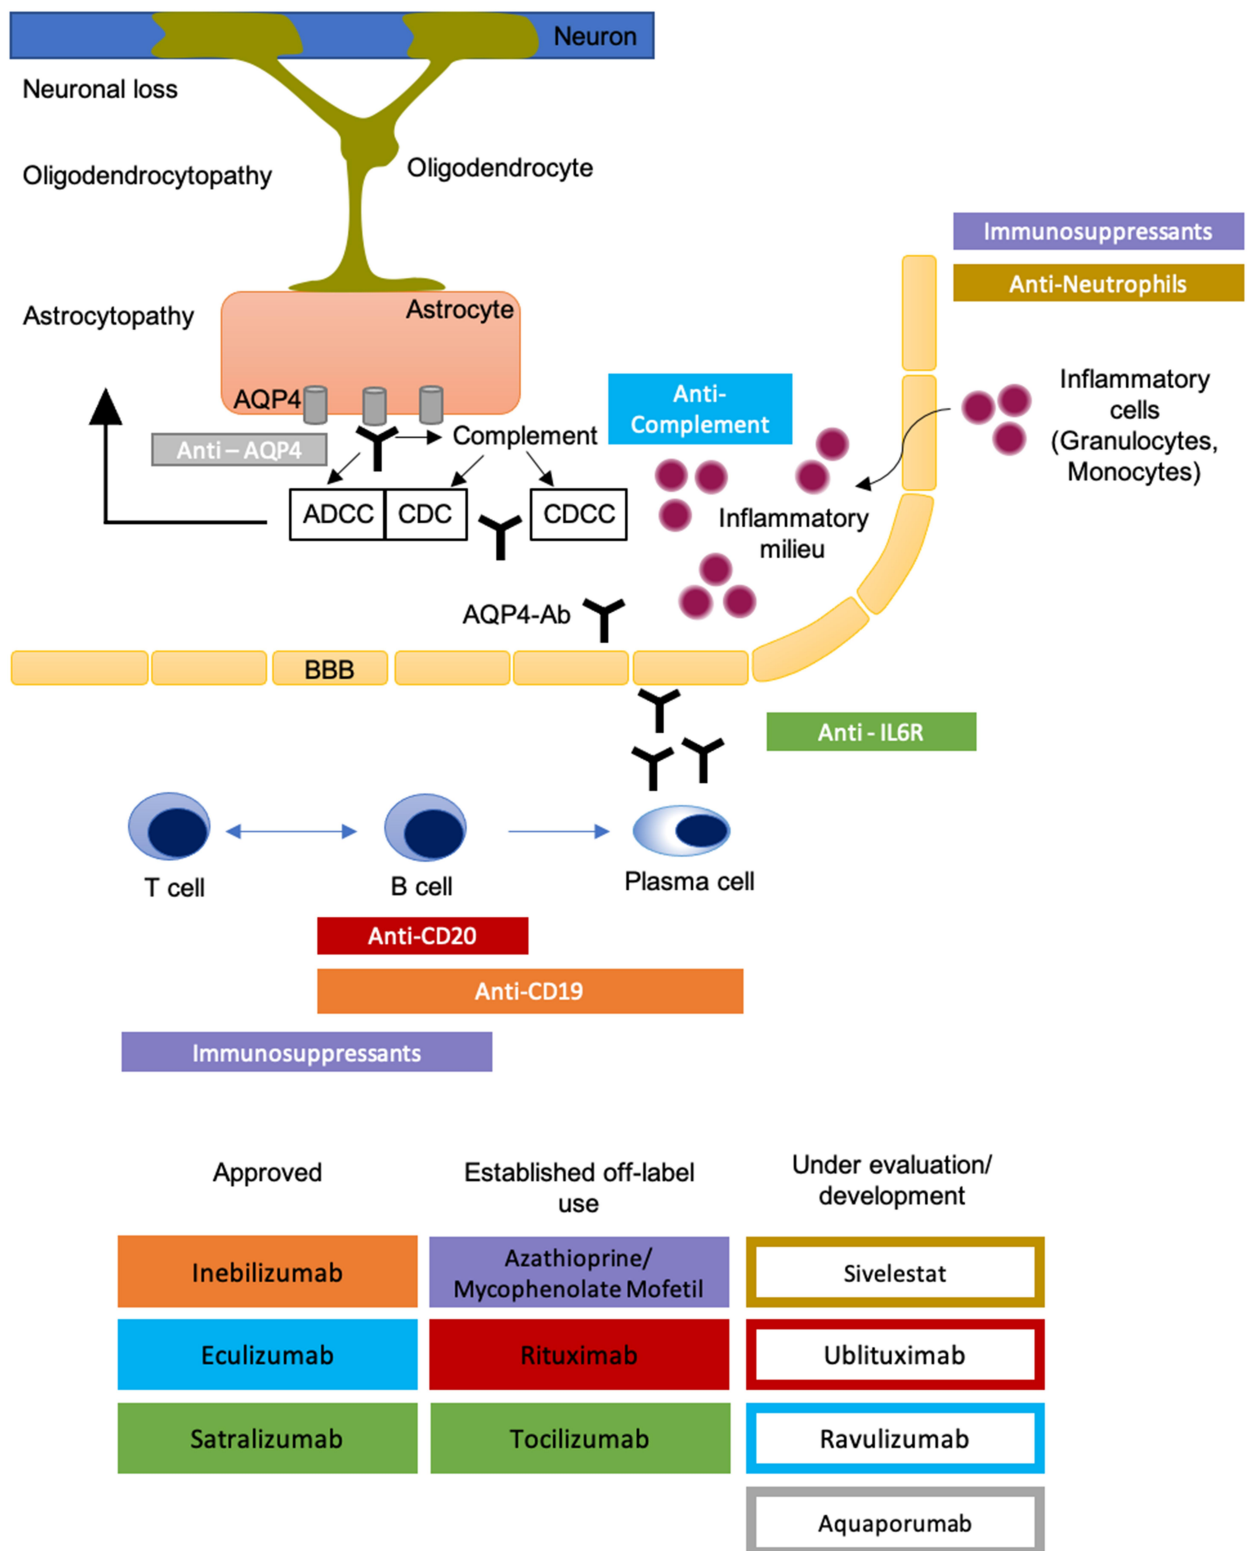 Neuron
Neuronal loss
Oligodendrocytopathy
Oligodendrocyte
Immunosuppressants
Anti-Neutrophils
Astrocytopathy
Astrocyte
AQP4
Anti-
Complement
Inflammatory
cells
(Granulocytes,
Monocytes)
Anti – AQP4
Complement
ADCC
CDC
CDCC
Inflammatory
milieu
AQP4-Ab
BBB
Anti - IL6R
T cell
B cell
Plasma cell
Anti-CD20
Anti-CD19
Immunosuppressants
Approved
Established off-label
use
Under evaluation/
development
Inebilizumab
Azathioprine/
Mycophenolate Mofetil
Sivelestat
Eculizumab
Rituximab
Ublituximab
Satralizumab
Tocilizumab
Ravulizumab
Aquaporumab